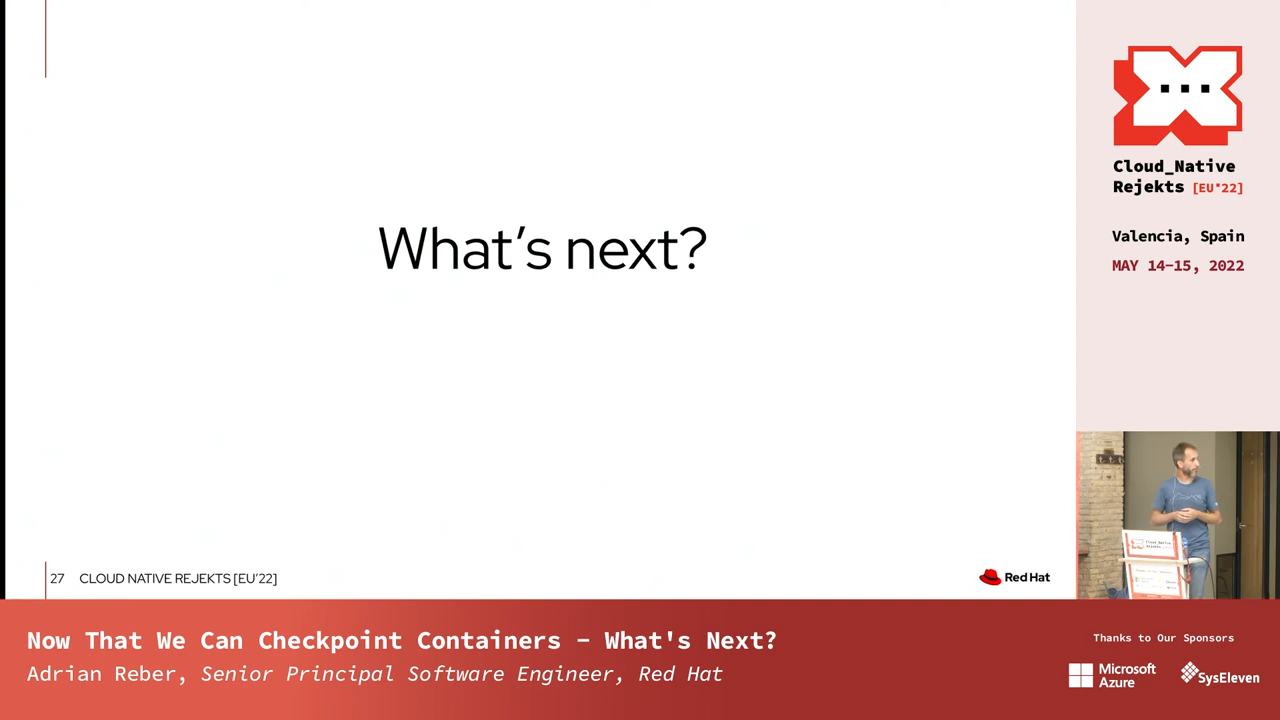 What's next?
27 CLOUD NATIVE REJEKTS [EU'22]
Red Hat
Cloud_Native
Rejekts [EU'22]
Valencia, Spain
MAY 14-15, 2022
Now That We Can Checkpoint Containers - What's Next?
Adrian Reber, Senior Principal Software Engineer, Red Hat
Thanks to Our Sponsors
Microsoft
Azure
SysEleven
Cloud_Native
Rejekts